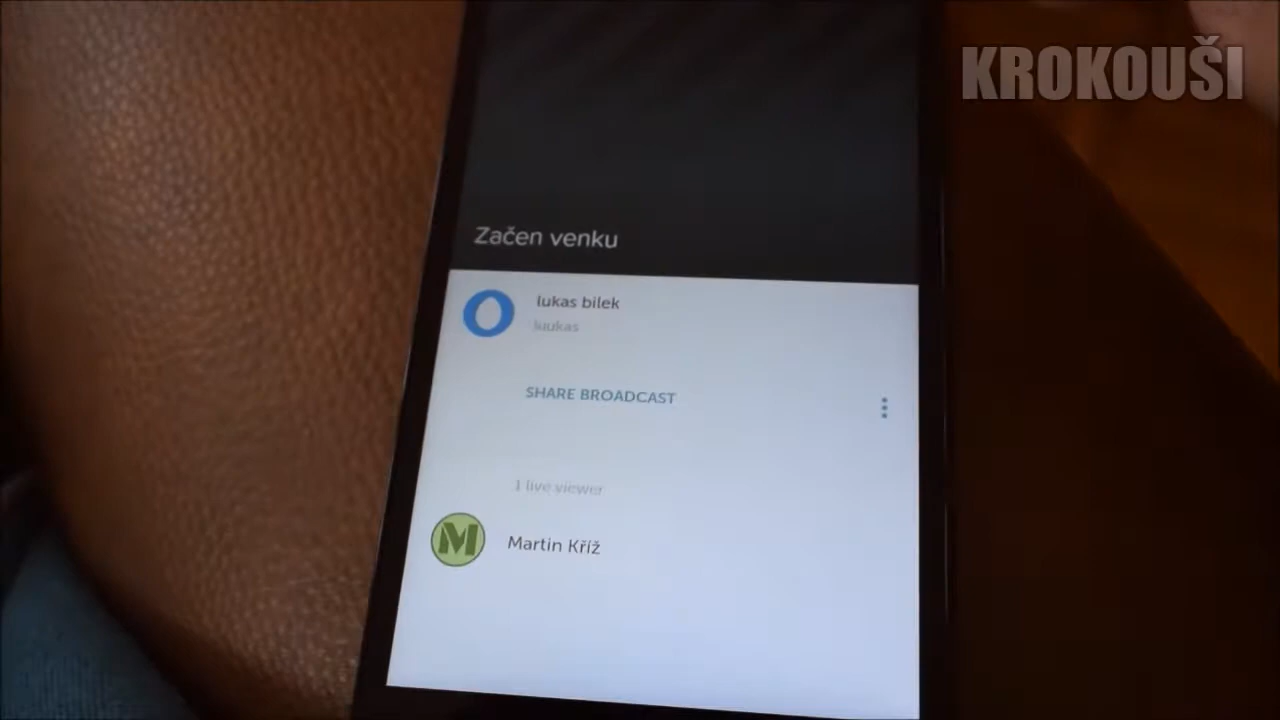 KROKOUŠI
Začen venku
lukas bilek
luukas
SHARE BROADCAST
1 live viewer
M
Martin Kříž